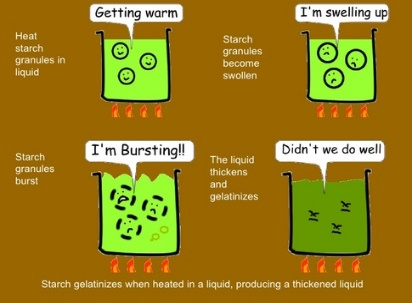 Getting warm
Heat
starch
granules in
liquid
I'm swelling up
Starch
granules
become
swollen
I'm Bursting!!
Starch
granules
burst
Didn't we do well
The liquid
thickens
and
gelatinizes
Starch gelatinizes when heated in a liquid, producing a thickened liquid